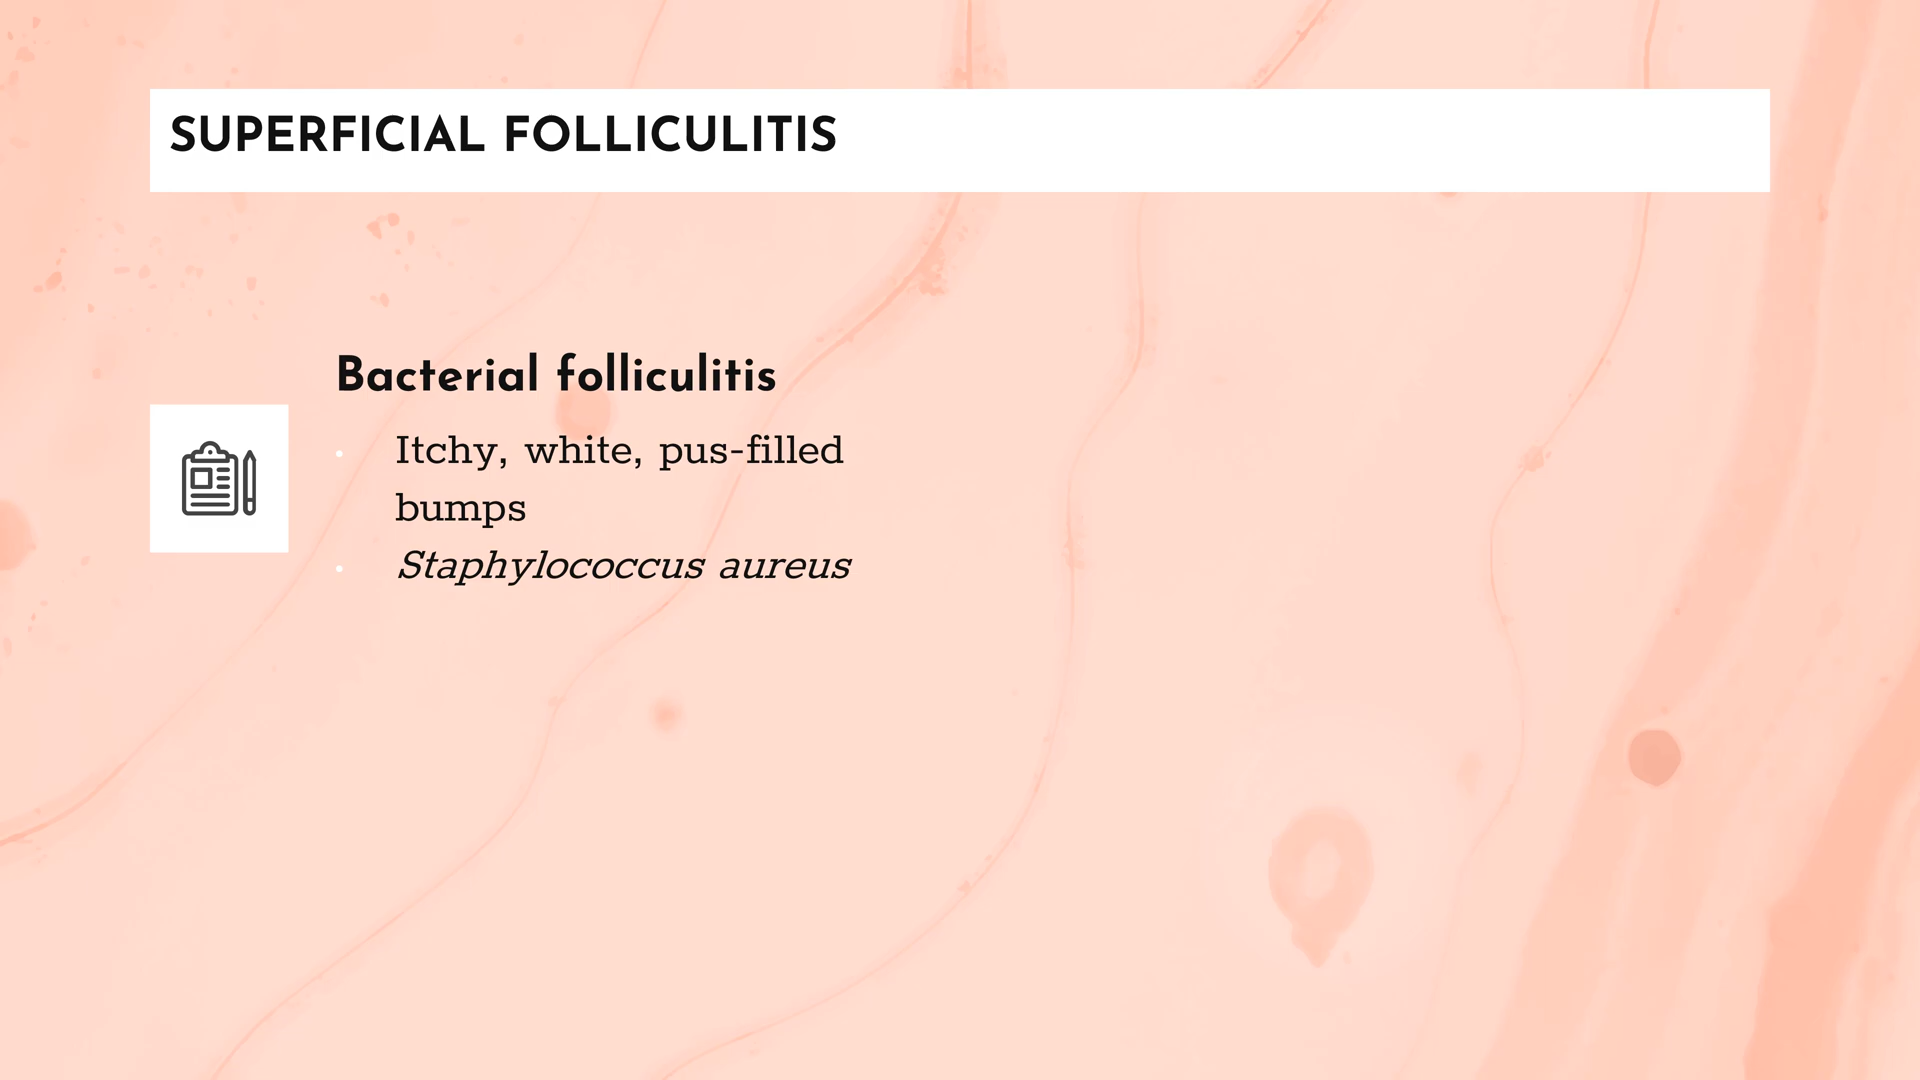 SUPERFICIAL FOLLICULITIS
Bacterial folliculitis
• Itchy, white, pus-filled
bumps
• Staphylococcus aureus